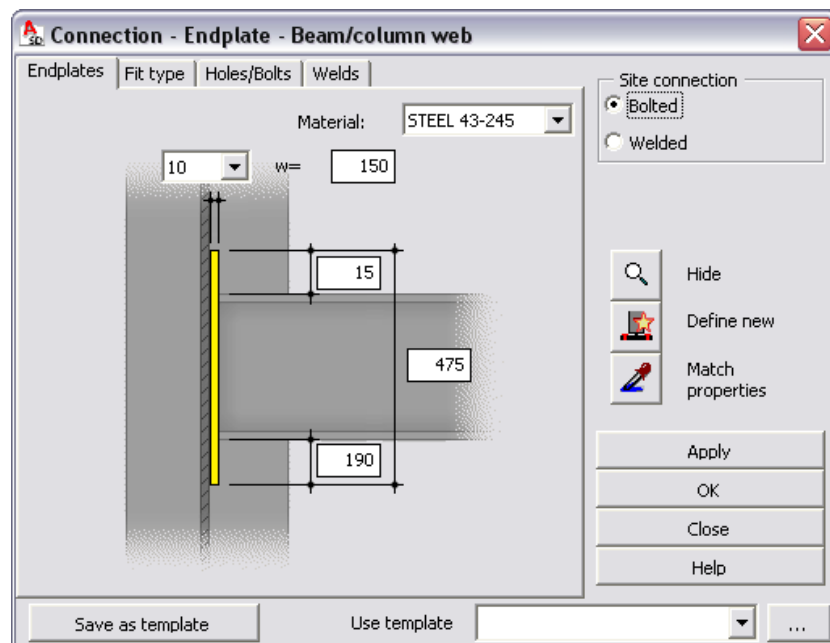 ASD Connection - Endplate - Beam/column web
Endplates Fit type Holes/Bolts Welds
Site connection
Bolted
Welded
Material: STEEL 43-245
10 w= 150
15
475
190
Hide
Define new
Match
properties
Apply
OK
Close
Help
Save as template Use template ...